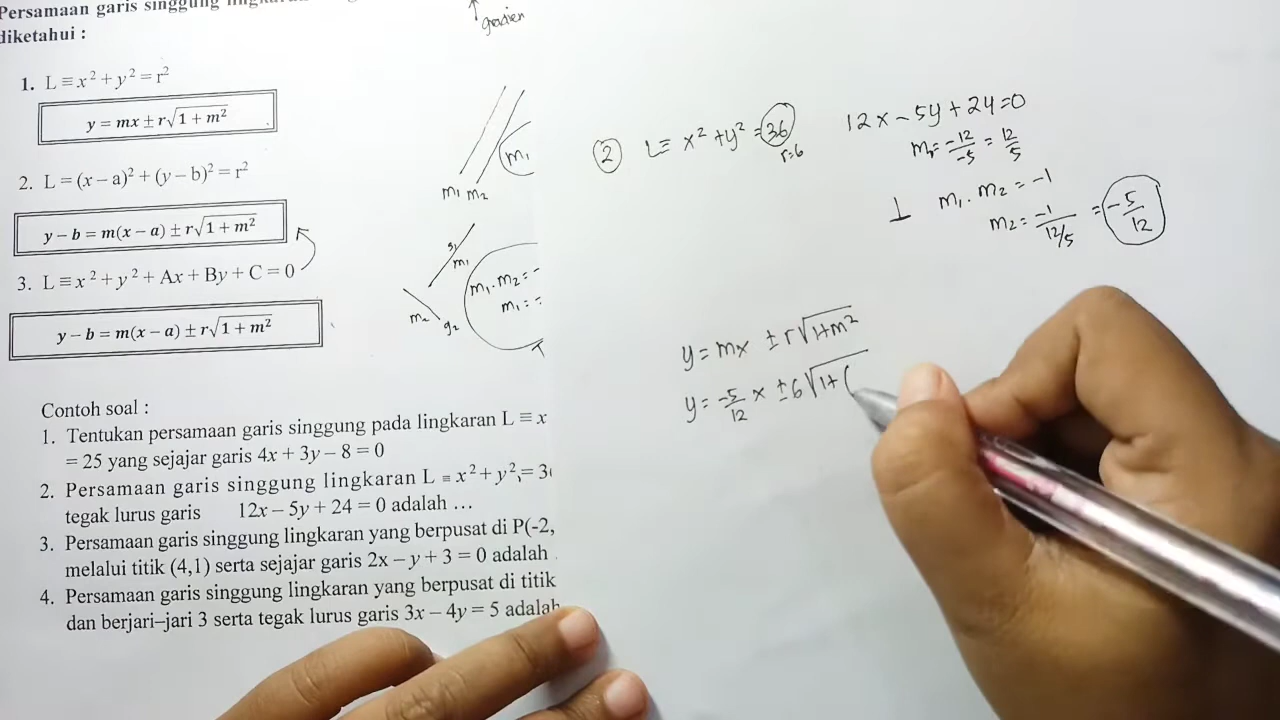 Persamaan garis singgung
diketahui :
gradien
1. L ≡ x² + y² = r²
y = mx ± r√1 + m²
2. L = (x – a)² + (y – b)² = r²
y – b = m(x – a) ± r√1 + m²
3. L ≡ x² + y² + Ax + By + C = 0
y – b = m(x – a) ± r√1 + m²
m₁ m₂
m₁
g₁
m₁
m₂
g₂
m₁ . m₂ = -
m₁ =
Contoh soal :
1. Tentukan persamaan garis singgung pada lingkaran L ≡ x
= 25 yang sejajar garis 4x + 3y – 8 = 0
2. Persamaan garis singgung lingkaran L ≡ x² + y² = 3
tegak lurus garis 12x – 5y + 24 = 0 adalah …
3. Persamaan garis singgung lingkaran yang berpusat di P(-2,
melalui titik (4,1) serta sejajar garis 2x – y + 3 = 0 adalah
4. Persamaan garis singgung lingkaran yang berpusat di titik
dan berjari–jari 3 serta tegak lurus garis 3x – 4y = 5 adalah
② L ≡ x² + y² = 36 12x – 5y + 24 = 0
r = 6
= -12/-5 = 12/5
⊥ m₁ . m₂ = -1
m₂ = -1/12/5 = -5/12
y = mx ± r√1+m²
y = -5/12 x ± 6√1+(